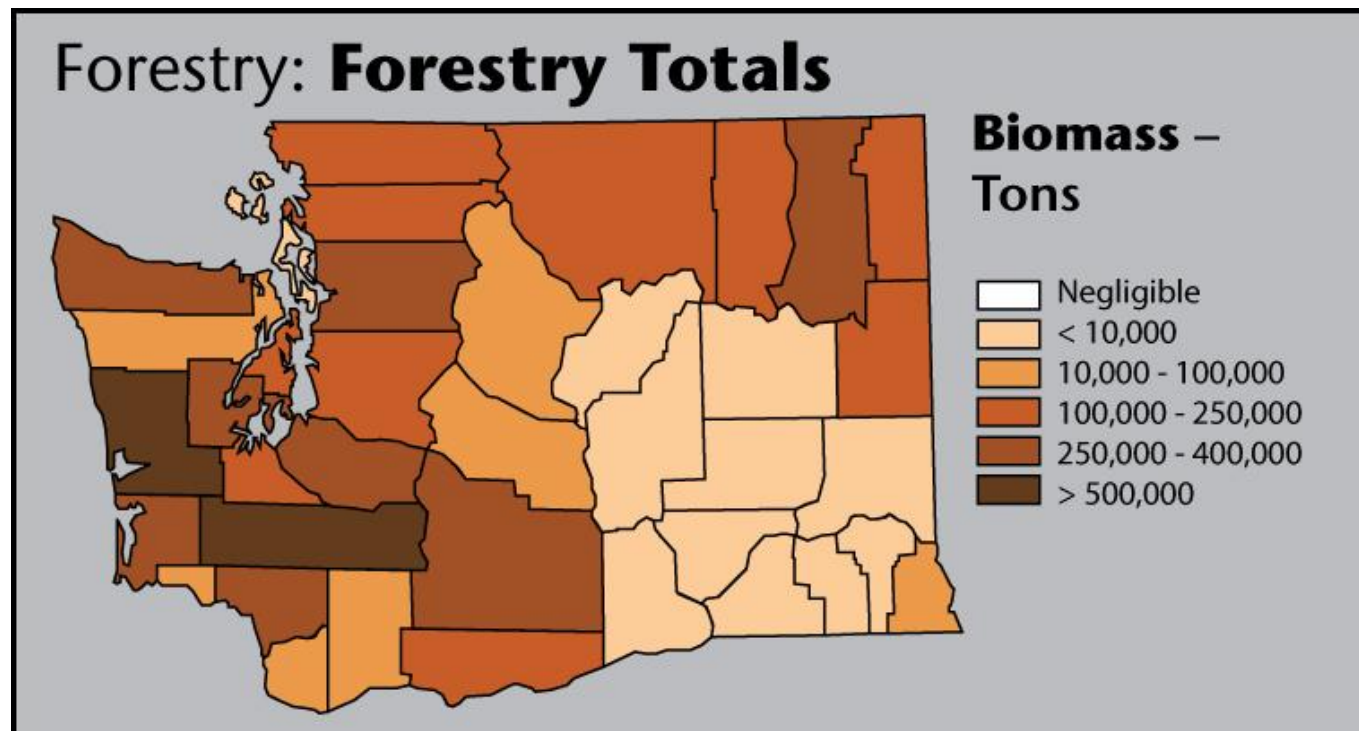 Forestry: Forestry Totals
Biomass –
Tons
Negligible
< 10,000
10,000 - 100,000
100,000 - 250,000
250,000 - 400,000
> 500,000